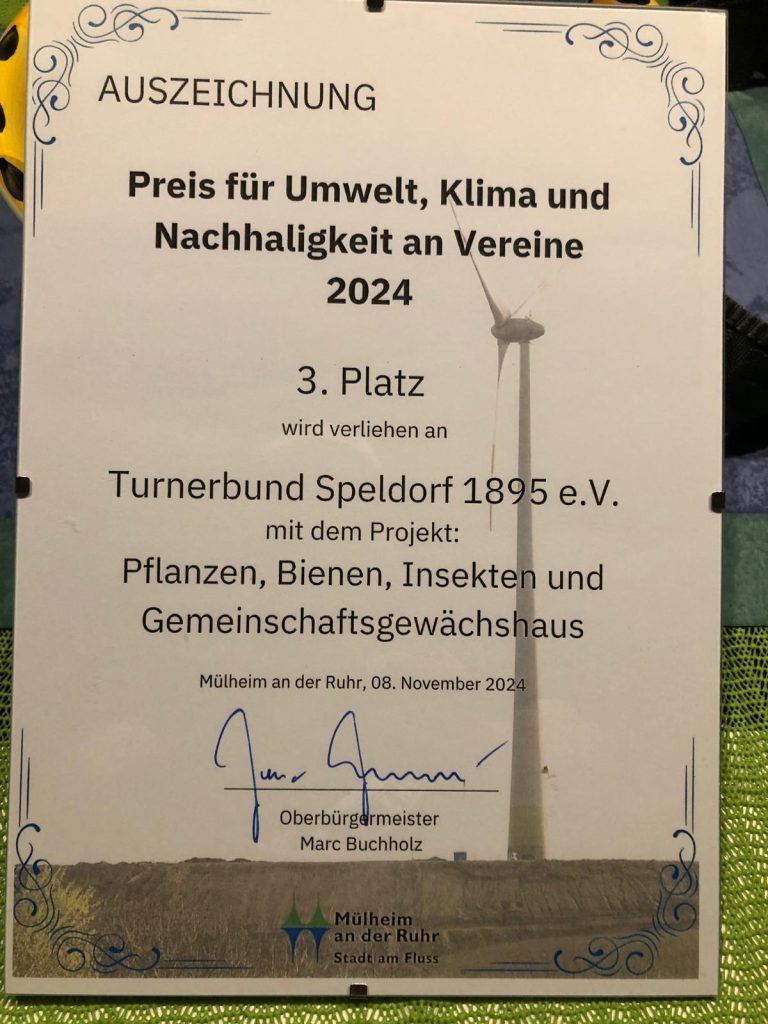 AUSZEICHNUNG
Preis für Umwelt, Klima und
Nachhaligkeit an Vereine
2024
3. Platz
wird verliehen an
Turnerbund Speldorf 1895 e.V.
mit dem Projekt:
Pflanzen, Bienen, Insekten und
Gemeinschaftsgewächshaus
Mülheim an der Ruhr, 08. November 2024
Oberbürgermeister
Marc Buchholz
Mülheim
an der Ruhr
Stadt am Fluss